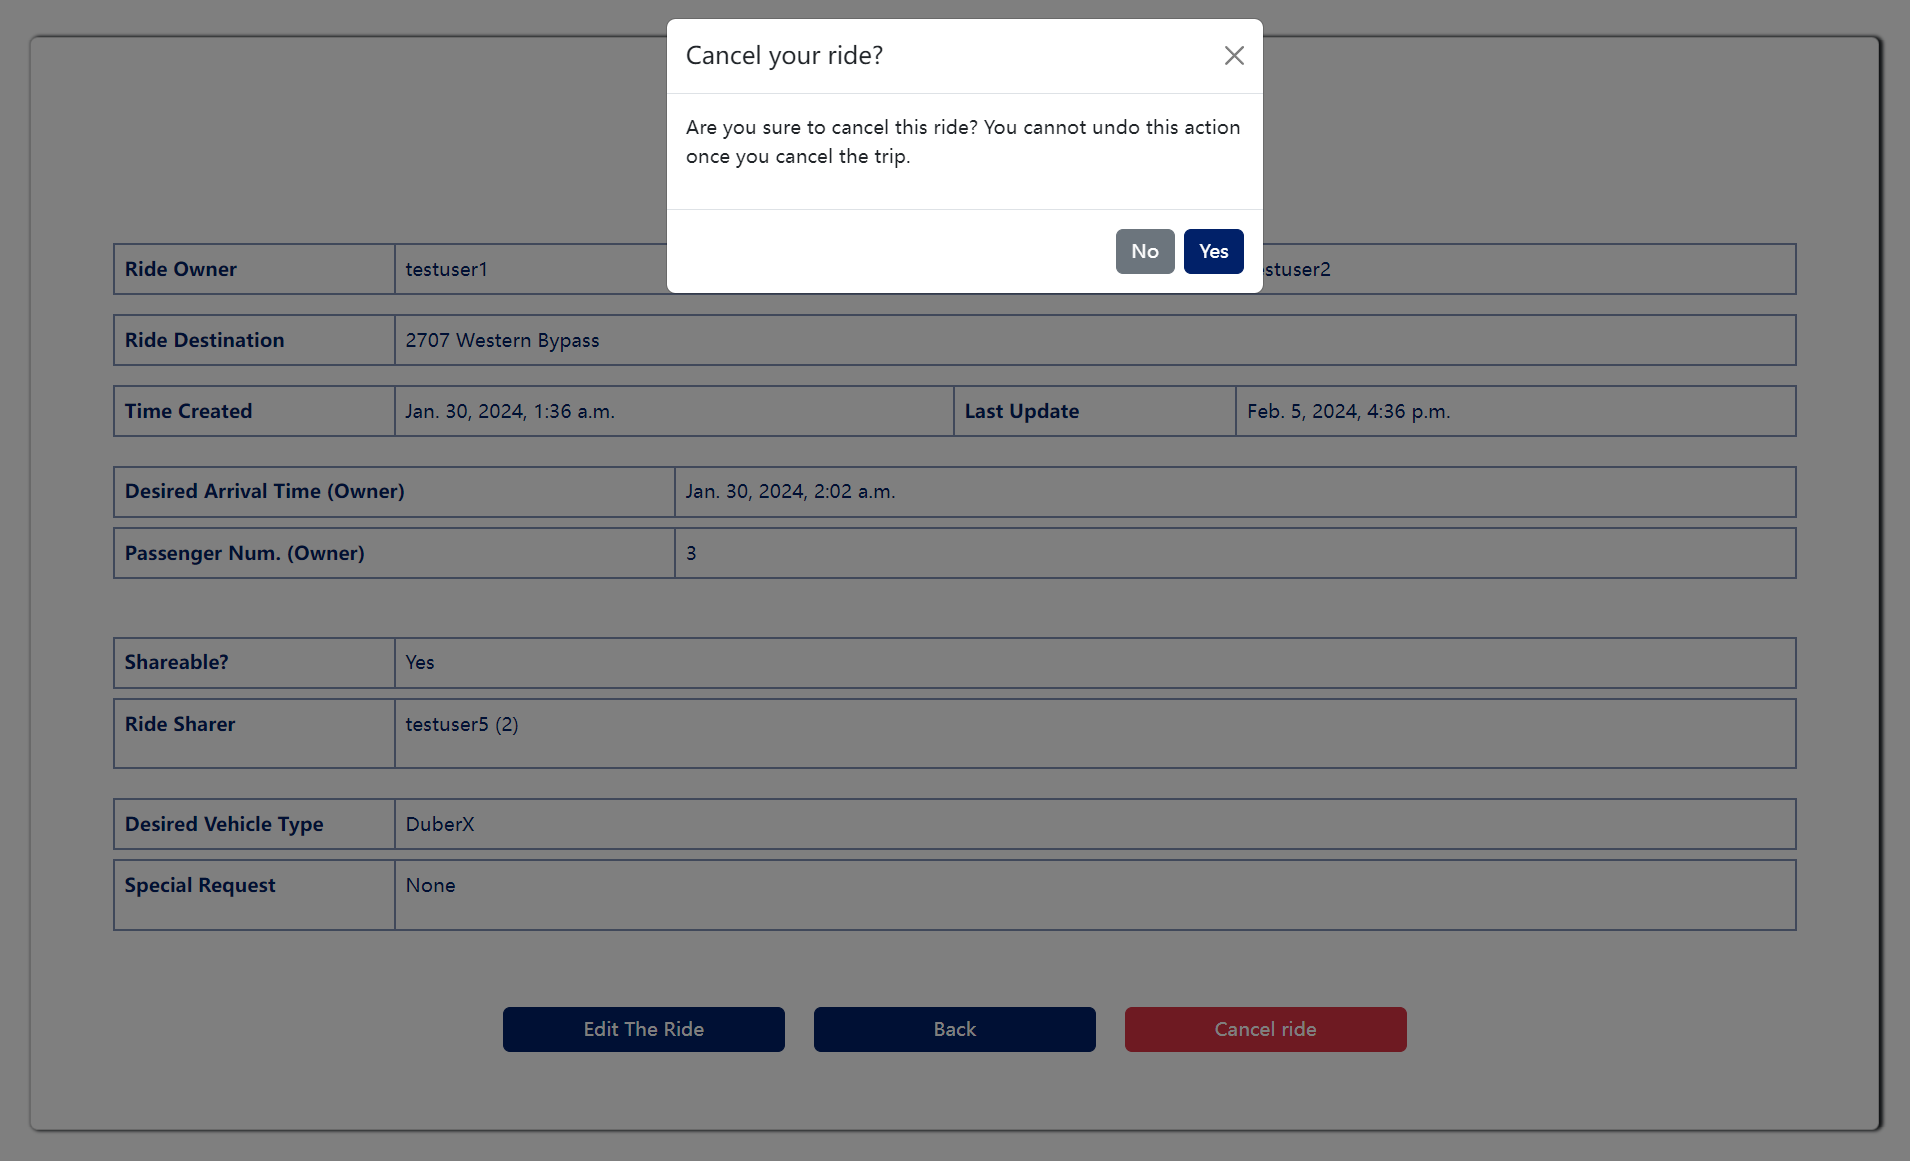 Cancel your ride?
Are you sure to cancel this ride? You cannot undo this action
once you cancel the trip.
No Yes
Ride Owner testuser1 estuser2
Ride Destination 2707 Western Bypass
Time Created Jan. 30, 2024, 1:36 a.m. Last Update Feb. 5, 2024, 4:36 p.m.
Desired Arrival Time (Owner) Jan. 30, 2024, 2:02 a.m.
Passenger Num. (Owner) 3
Shareable? Yes
Ride Sharer testuser5 (2)
Desired Vehicle Type DuberX
Special Request None
Edit The Ride Back Cancel ride